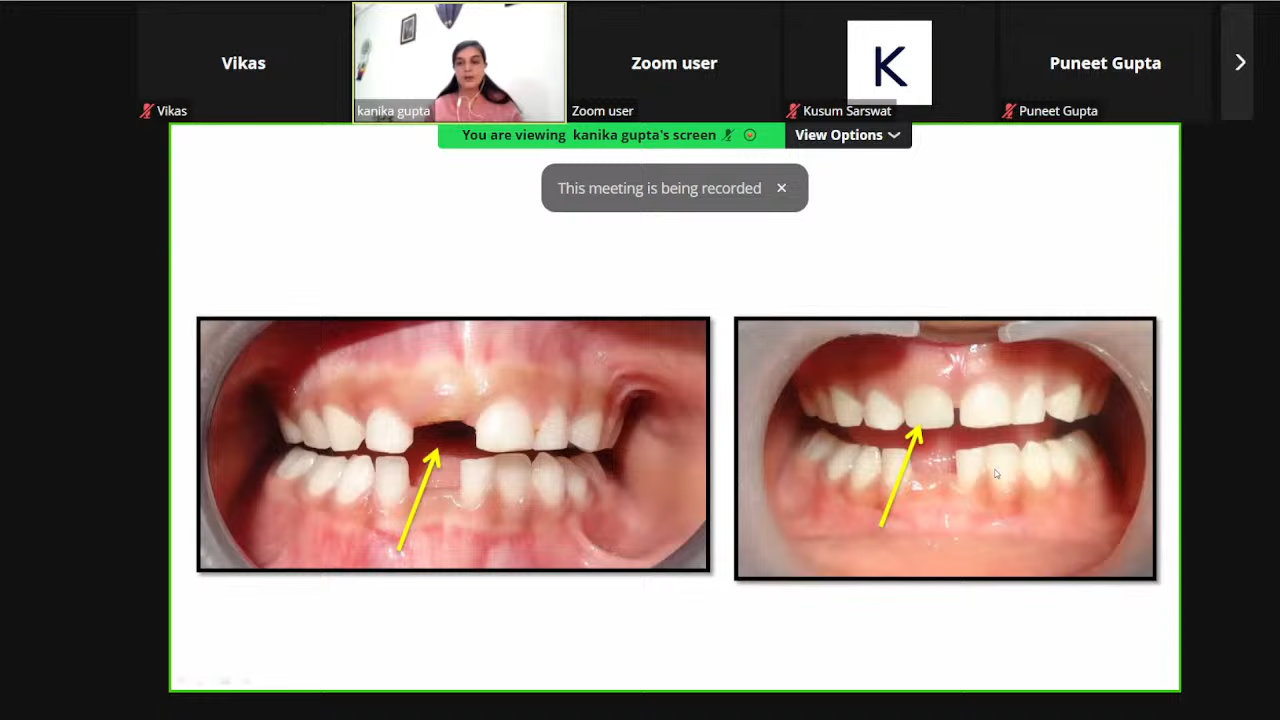 Vikas
Zoom user
K
Puneet Gupta
Vikas
kanika gupta
Zoom user
Kusum Sarswat
Puneet Gupta
You are viewing kanika gupta's screen
View Options
This meeting is being recorded